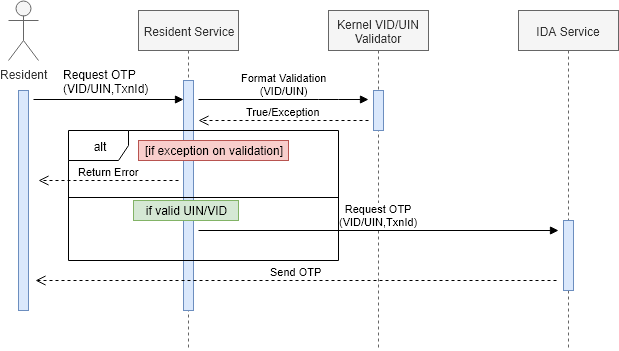 Resident
Resident Service
Kernel VID/UIN
Validator
IDA Service
Request OTP
(VID/UIN,TxnId)
Format Validation
(VID/UIN)
True/Exception
alt
[if exception on validation]
Return Error
if valid UIN/VID
Request OTP
(VID/UIN,TxnId)
Send OTP